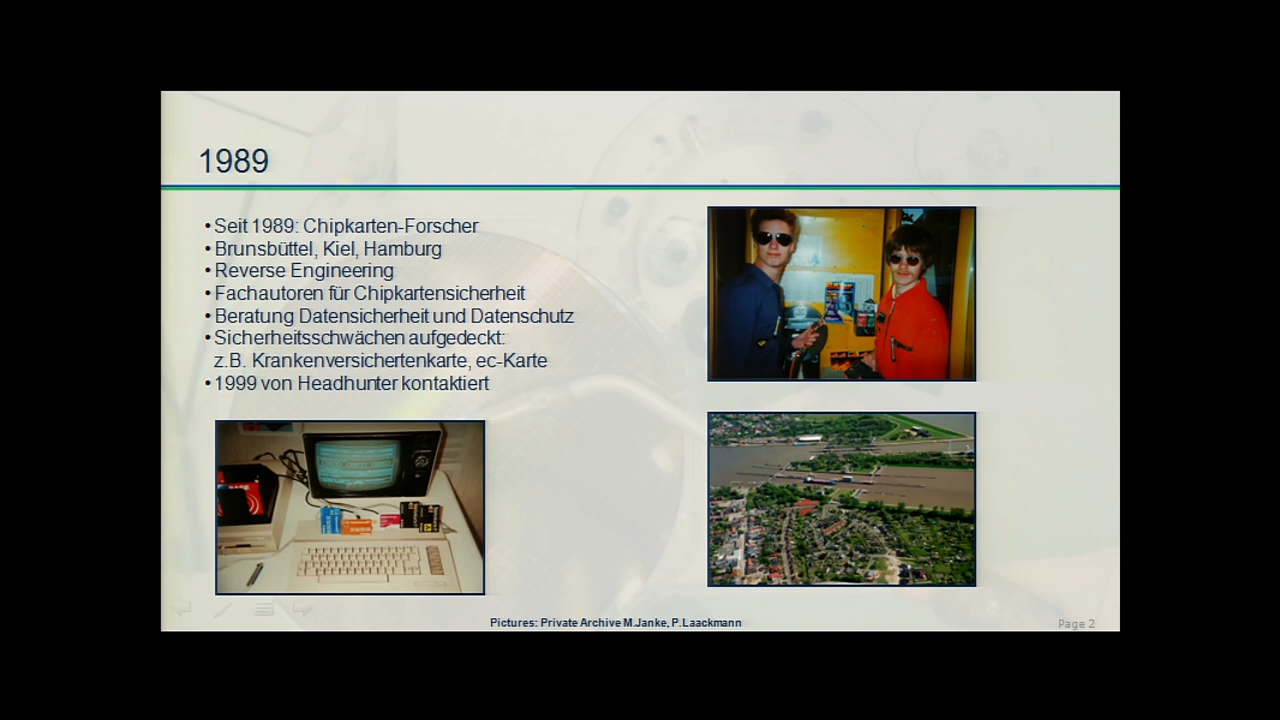 1989
•Seit 1989: Chipkarten-Forscher
•Brunsbüttel, Kiel, Hamburg
•Reverse Engineering
•Fachautoren für Chipkartensicherheit
•Beratung Datensicherheit und Datenschutz
•Sicherheitsschwächen aufgedeckt:
z.B. Krankenversichertenkarte, ec-Karte
•1999 von Headhunter kontaktiert
Pictures: Private Archive M.Janke, P.Laackmann
Page 2